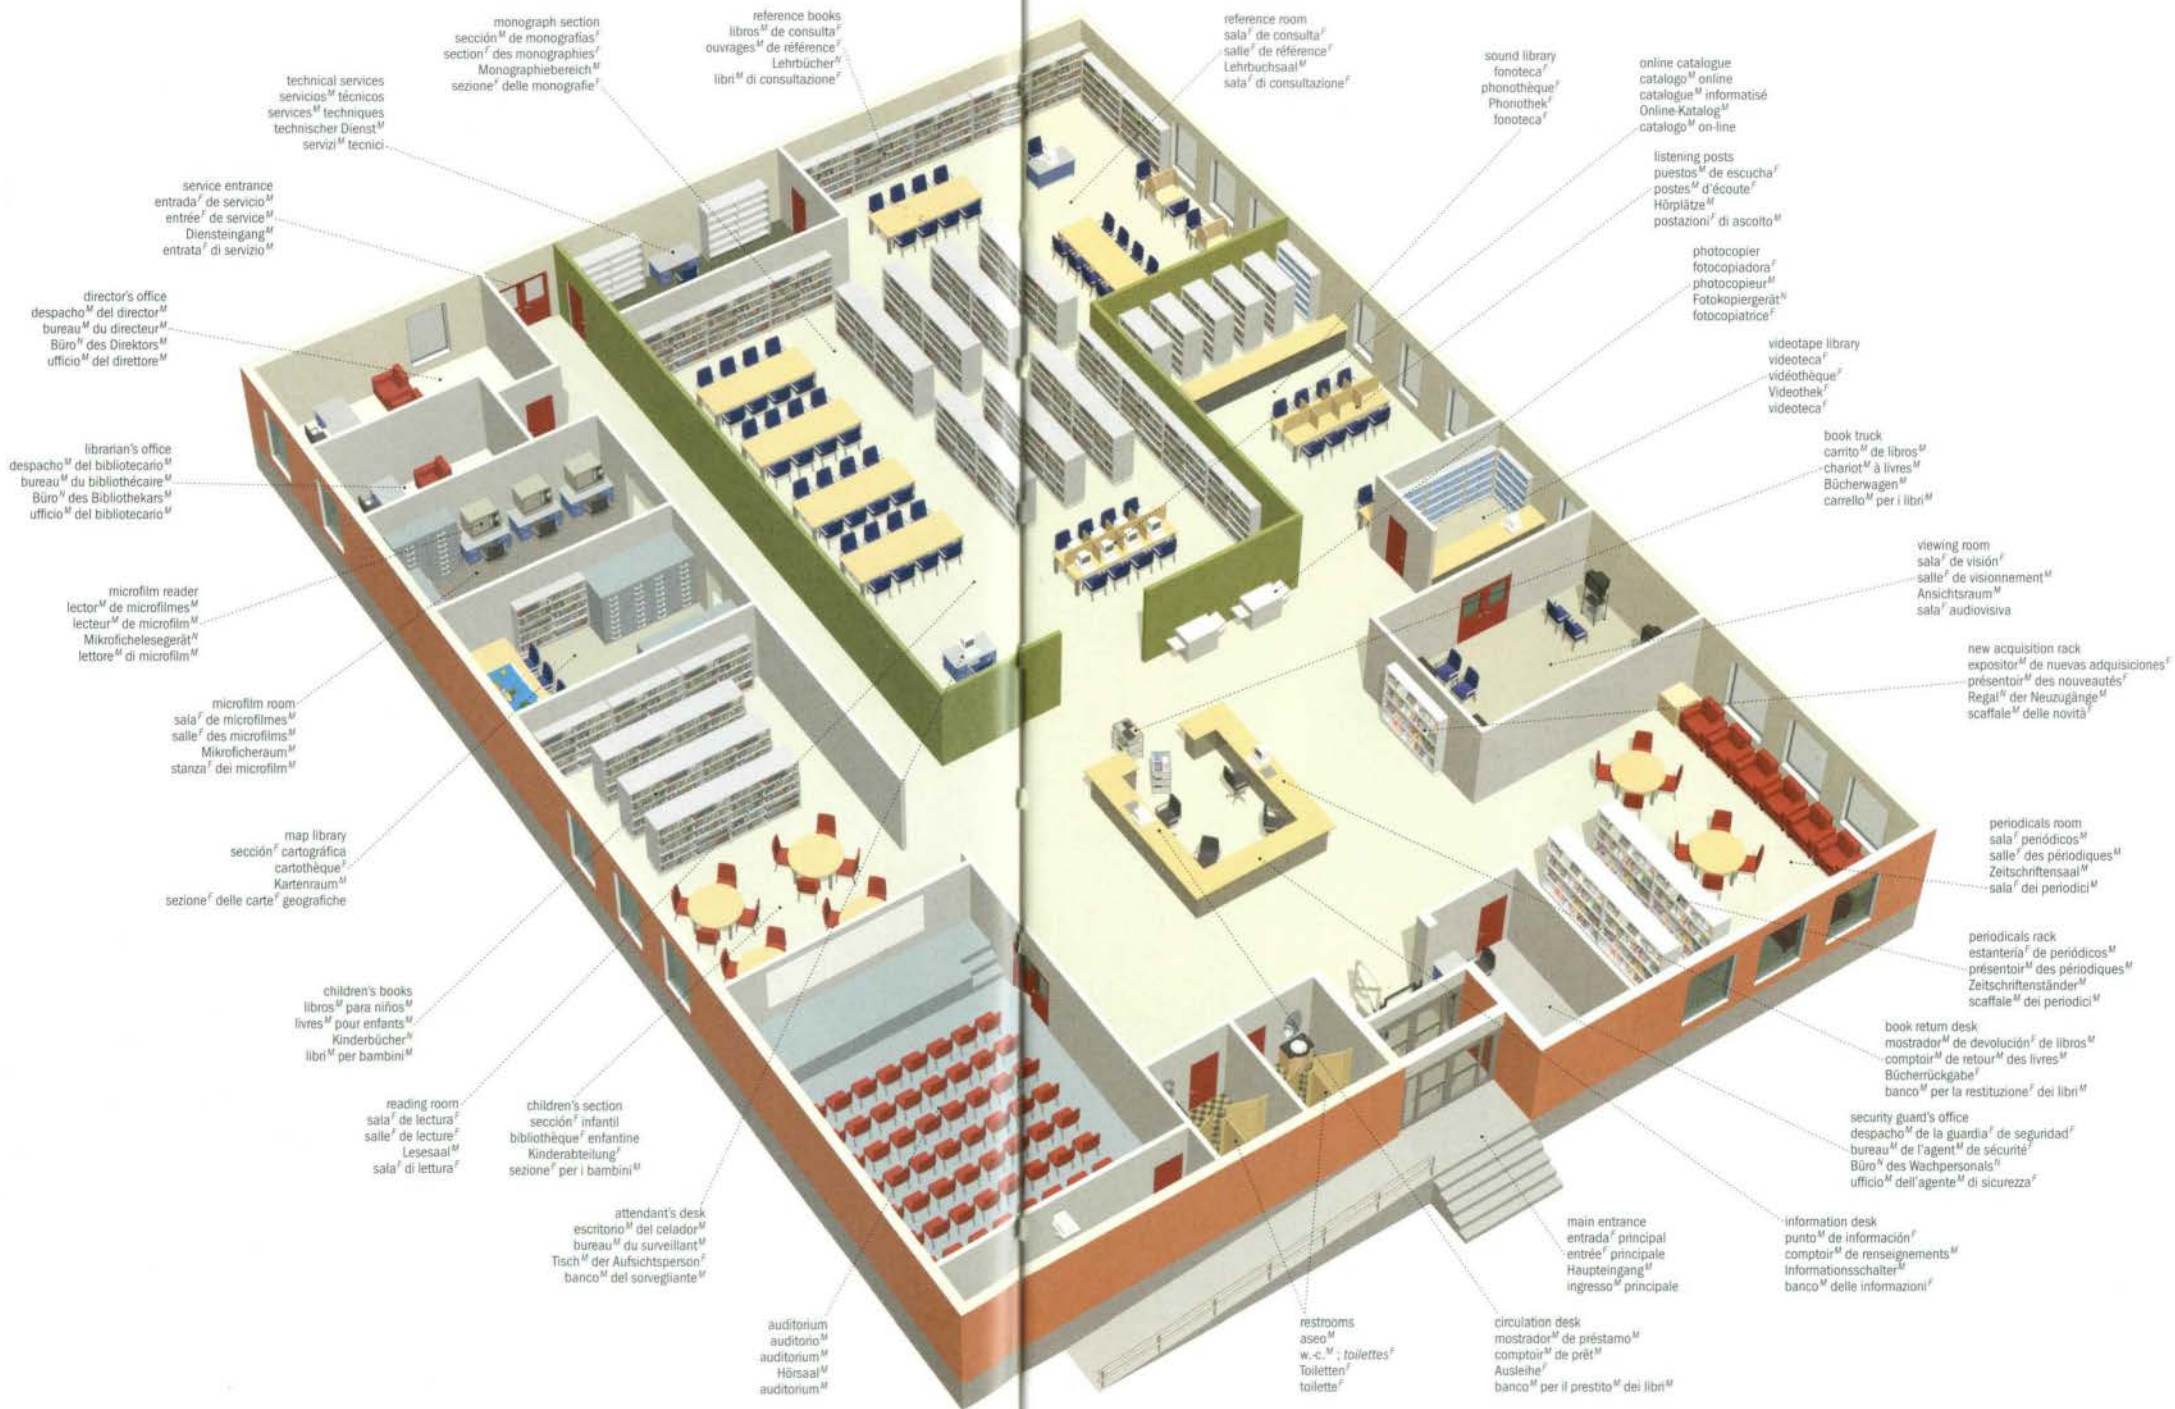 monograph section
sección^M de monografías^F
section^F des monographies^F
Monographiebereich^M
sezione^F delle monografie^F
reference books
libros^M de consulta^F
ouvrages^M de référence^F
Lehrbücher^N
libri^M di consultazione^F
reference room
sala^F de consulta^F
salle^F de référence^F
Lehrbuchsaal^M
sala^F di consultazione^F
sound library
fonoteca^F
phonothèque^F
Phonothek^F
fonoteca^F
online catalogue
catalogo^M online
catalogue^M informatisé
Online-Katalog^M
catalogo^M on-line
technical services
servicios^M técnicos
services^M techniques
technischer Dienst^M
servizi^M tecnici
listening posts
puestos^M de escucha^F
postes^M d'écoute^F
Hörplätze^M
postazioni^F di ascolto^M
service entrance
entrada^F de servicio^M
entrée^F de service^M
Diensteingang^M
entrata^F di servizio^M
photocopier
fotocopiadora^F
photocopieur^M
Fotokopiergerät^N
fotocopiatrice^F
director's office
despacho^M del director^M
bureau^M du directeur^M
Büro^N des Direktors^M
ufficio^M del direttore^M
videotape library
videoteca^F
vidéothèque^F
Videothek^F
videoteca^F
book truck
carrito^M de libros^M
chariot^M à livres^M
Bücherwagen^M
carrello^M per i libri^M
librarian's office
despacho^M del bibliotecario^M
bureau^M du bibliothécaire^M
Büro^N des Bibliothekars^M
ufficio^M del bibliotecario^M
viewing room
sala^F de visión^F
salle^F de visionnement^M
Ansichtsraum^M
sala^F audiovisiva
microfilm reader
lector^M de microfilmes^M
lecteur^M de microfilm^M
Mikrofichelesegerät^N
lettore^M di microfilm^M
new acquisition rack
expositor^M de nuevas adquisiciones^F
présentoir^M des nouveautés^F
Regal^N der Neuzugänge^M
scaffale^M delle novità^F
microfilm room
sala^F de microfilmes^M
salle^F des microfilms^M
Mikroficheraum^M
stanza^F dei microfilm^M
map library
sección^F cartográfica
cartothèque^F
Kartenraum^M
sezione^F delle carte^F geografiche
periodicals room
sala^F periódicos^M
salle^F des périodiques^M
Zeitschriftensaal^M
sala^F dei periodici^M
periodicals rack
estantería^F de periódicos^M
présentoir^M des périodiques^M
Zeitschriftenständer^M
scaffale^M dei periodici^M
children's books
libros^M para niños^M
livres^M pour enfants^M
Kinderbücher^N
libri^M per bambini^M
book return desk
mostrador^M de devolución^F de libros^M
comptoir^M de retour^M des livres^M
Bücherrückgabe^F
banco^M per la restituzione^F dei libri^M
reading room
sala^F de lectura^F
salle^F de lecture^F
Lesesaal^M
sala^F di lettura^F
children's section
sección^F infantil
bibliothèque^F enfantine
Kinderabteilung^F
sezione^F per i bambini^M
security guard's office
despacho^M de la guardia^F de seguridad^F
bureau^M de l'agent^M de sécurité^F
Büro^N des Wachpersonals^N
ufficio^M dell'agente^M di sicurezza^F
attendant's desk
escritorio^M del celador^M
bureau^M du surveillant^M
Tisch^M der Aufsichtsperson^F
banco^M del sorvegliante^M
main entrance
entrada^F principal
entrée^F principale
Haupteingang^M
ingresso^M principale
information desk
punto^M de información^F
comptoir^M de renseignements^M
Informationsschalter^M
banco^M delle informazioni^F
auditorium
auditorio^M
auditorium^M
Hörsaal^M
auditorium^M
restrooms
aseo^M
w.-c.^M ; toilettes^F
Toiletten^F
toilette^F
circulation desk
mostrador^M de préstamo^M
comptoir^M de prêt^M
Ausleihe^F
banco^M per il prestito^M dei libri^M